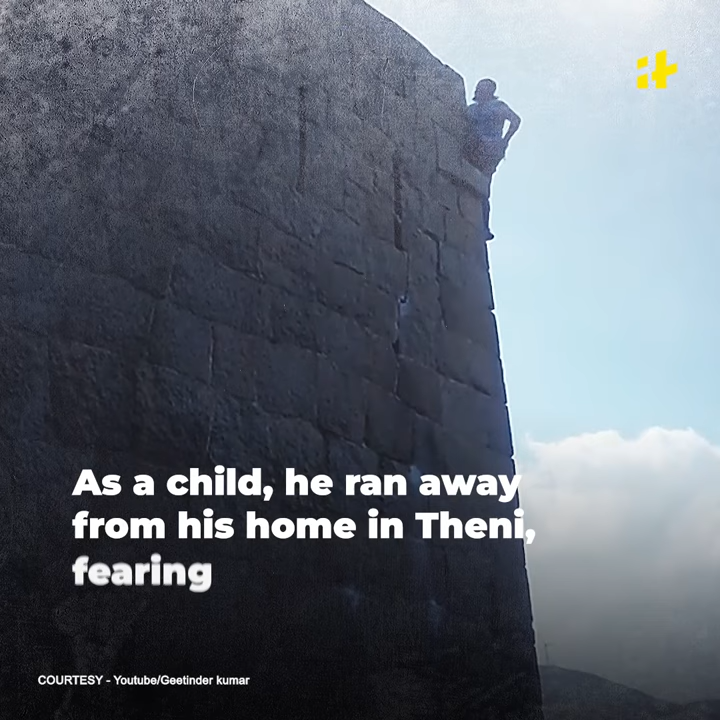 As a child, he ran away
from his home in Theni,
fearing
COURTESY - Youtube/Geetinder kumar